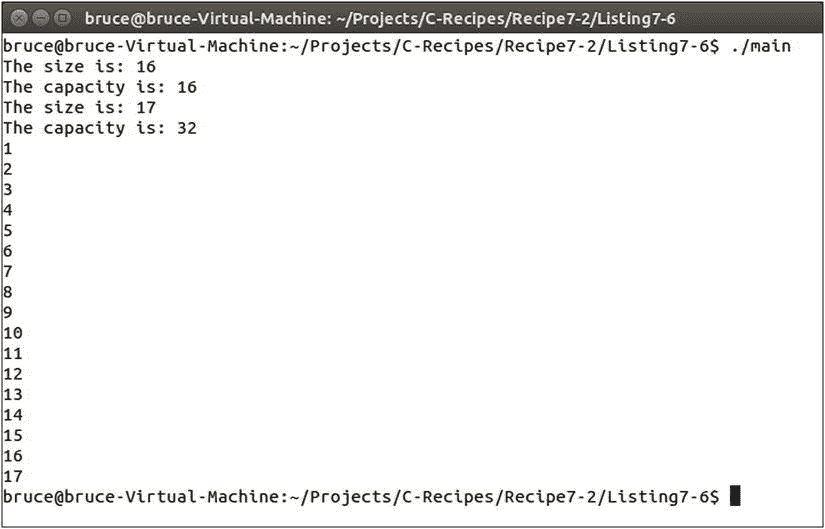 bruce@bruce-Virtual-Machine: ~/Projects/C-Recipes/Recipe7-2/Listing7-6
bruce@bruce-Virtual-Machine:~/Projects/C-Recipes/Recipe7-2/Listing7-6$ ./main
The size is: 16
The capacity is: 16
The size is: 17
The capacity is: 32
1
2
3
4
5
6
7
8
9
10
11
12
13
14
15
16
17
bruce@bruce-Virtual-Machine:~/Projects/C-Recipes/Recipe7-2/Listing7-6$